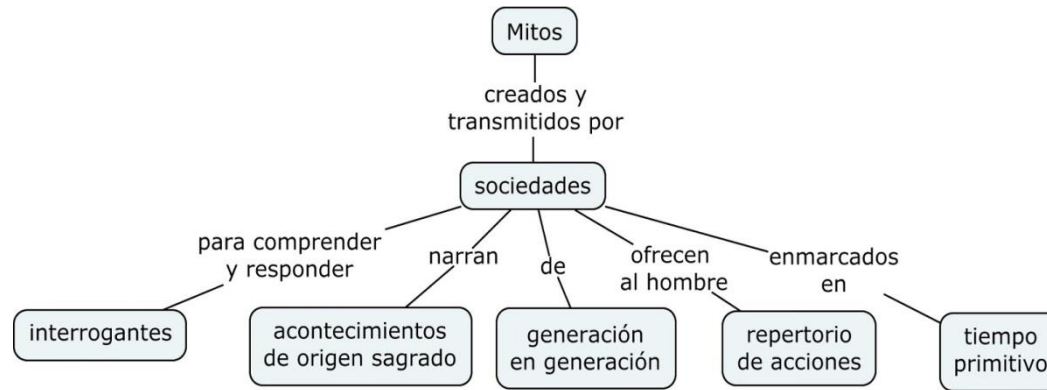 Mitos
creados y
transmitidos por
sociedades
para comprender
y responder
narran
de
ofrecen
al hombre
enmarcados
en
interrogantes
acontecimientos
de origen sagrado
generación
en generación
repertorio
de acciones
tiempo
primitivo